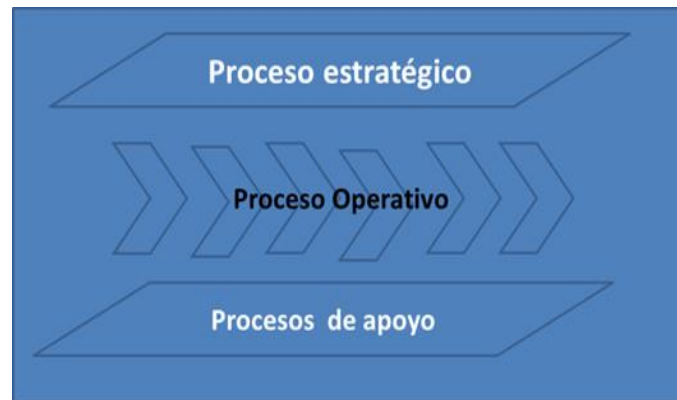 Proceso estratégico
Proceso Operativo
Procesos de apoyo